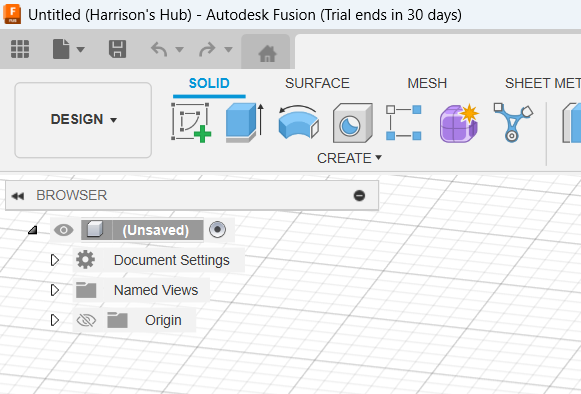 Untitled (Harrison's Hub) - Autodesk Fusion (Trial ends in 30 days)
SOLID SURFACE MESH SHEET MET
DESIGN
CREATE
BROWSER
(Unsaved)
Document Settings
Named Views
Origin